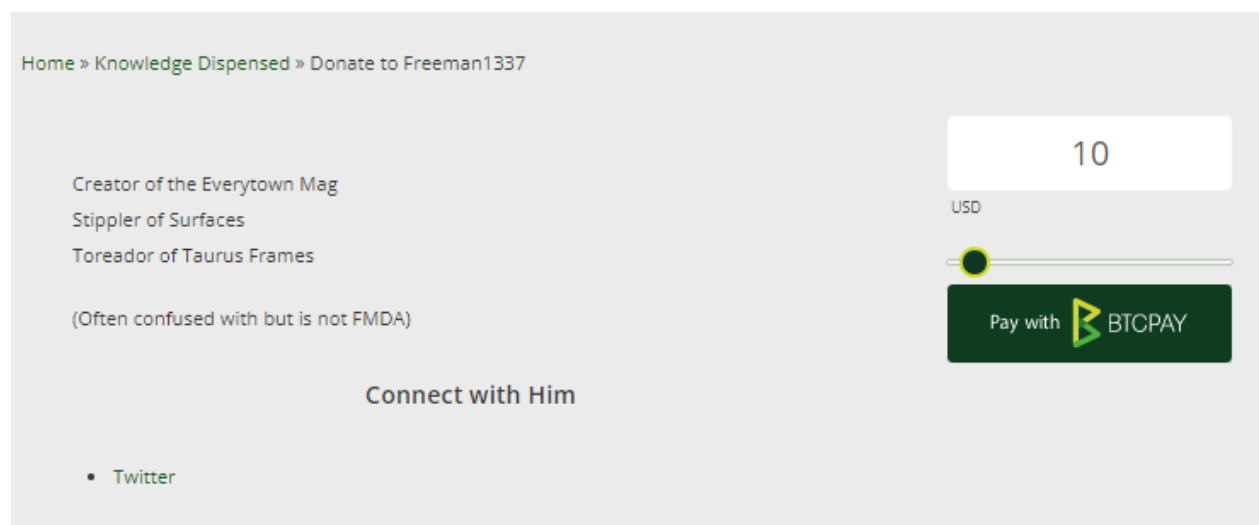 Home » Knowledge Dispensed » Donate to Freeman1337
10
Creator of the Everytown Mag
USD
Stippler of Surfaces
Toreador of Taurus Frames
(Often confused with but is not FMDA)
Pay with BTCPAY
Connect with Him
• Twitter